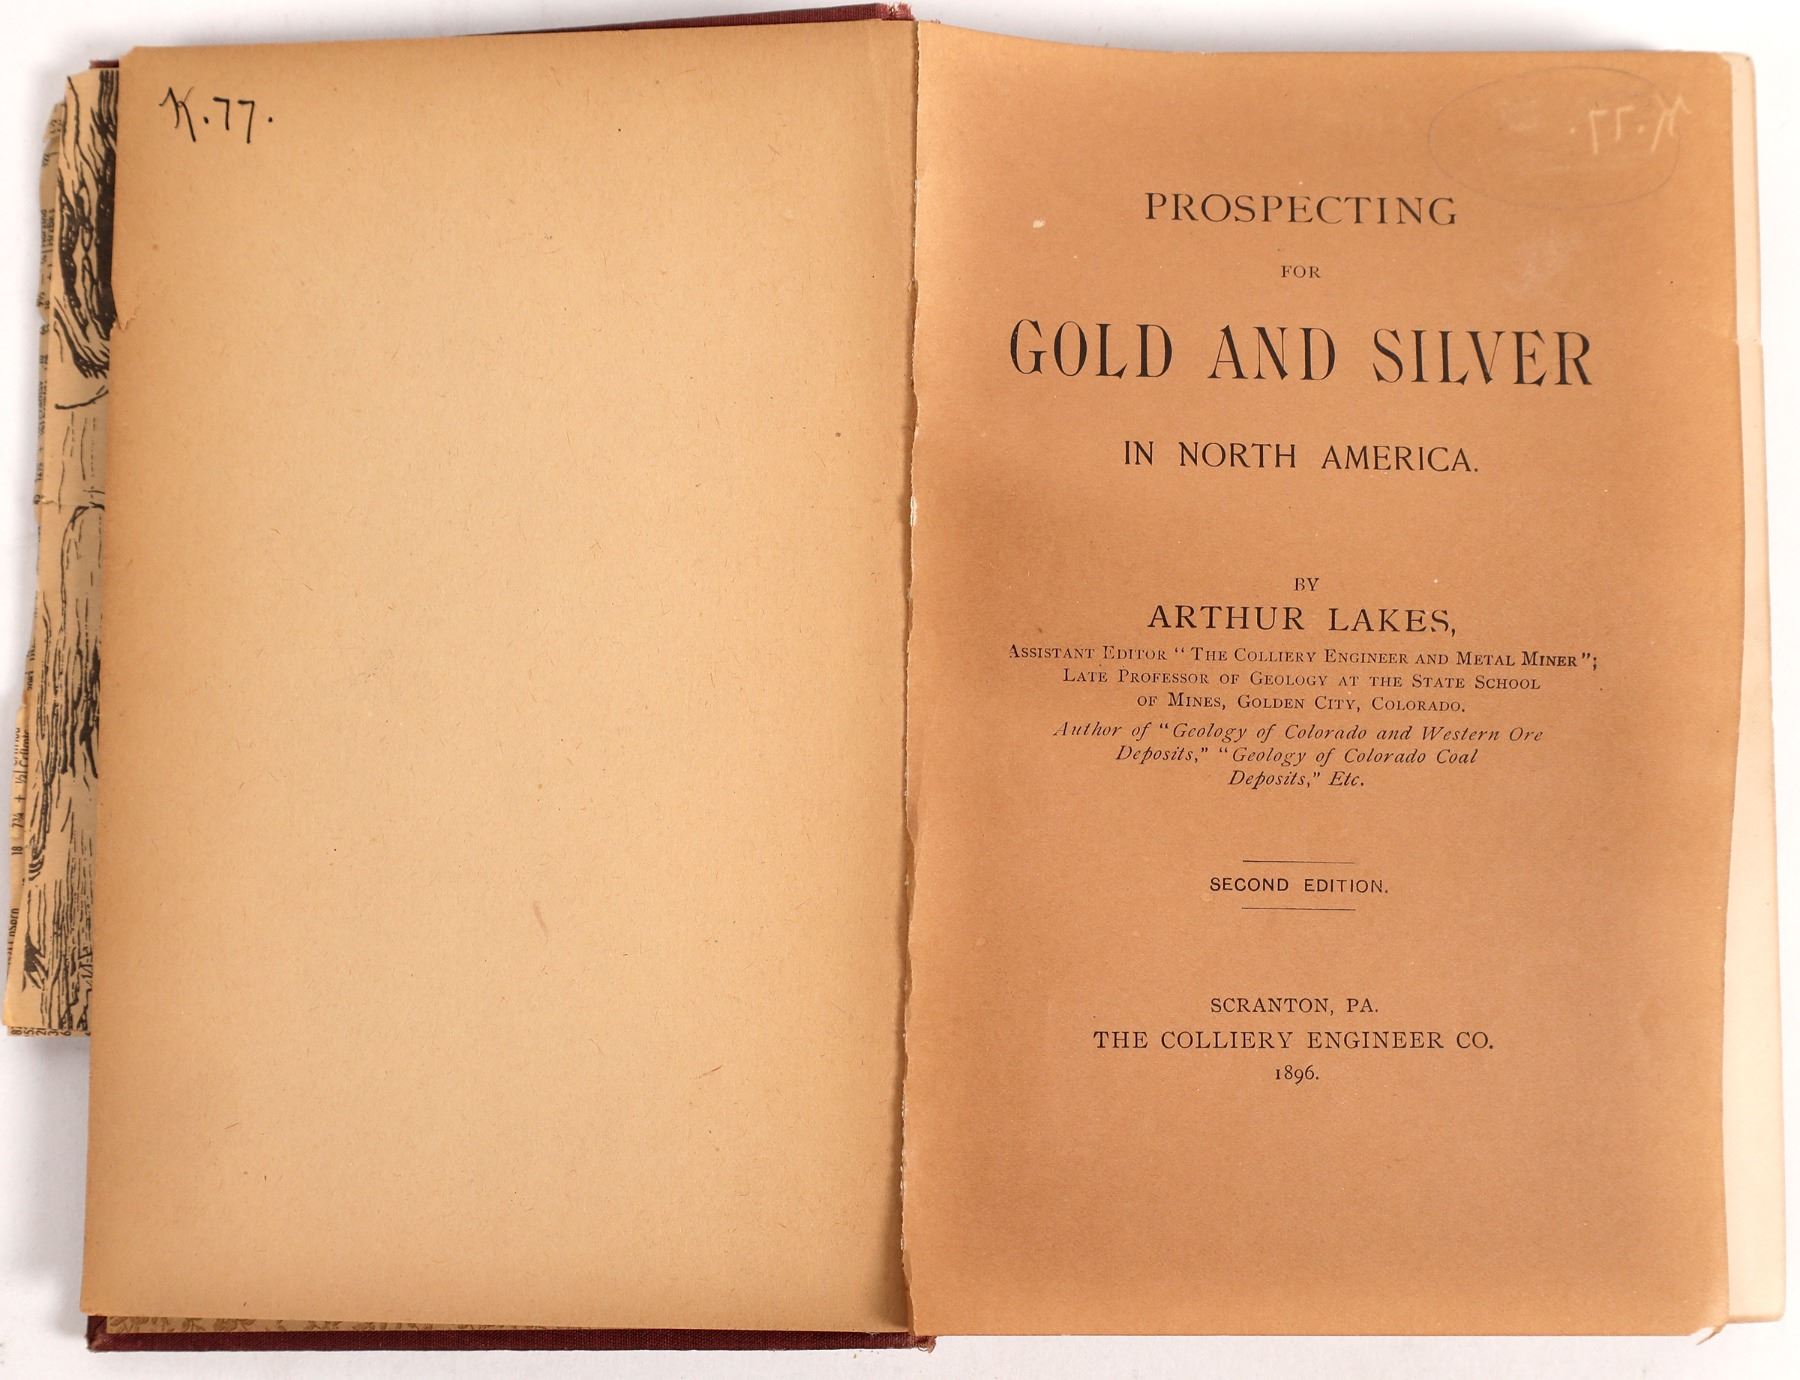 K.77.
PROSPECTING
FOR
GOLD AND SILVER
IN NORTH AMERICA.
BY
ARTHUR LAKES,
ASSISTANT EDITOR "THE COLLIERY ENGINEER AND METAL MINER";
LATE PROFESSOR OF GEOLOGY AT THE STATE SCHOOL
OF MINES, GOLDEN CITY, COLORADO.
Author of "Geology of Colorado and Western Ore
Deposits," "Geology of Colorado Coal
Deposits," Etc.
SECOND EDITION.
SCRANTON, PA.
THE COLLIERY ENGINEER CO.
1896.